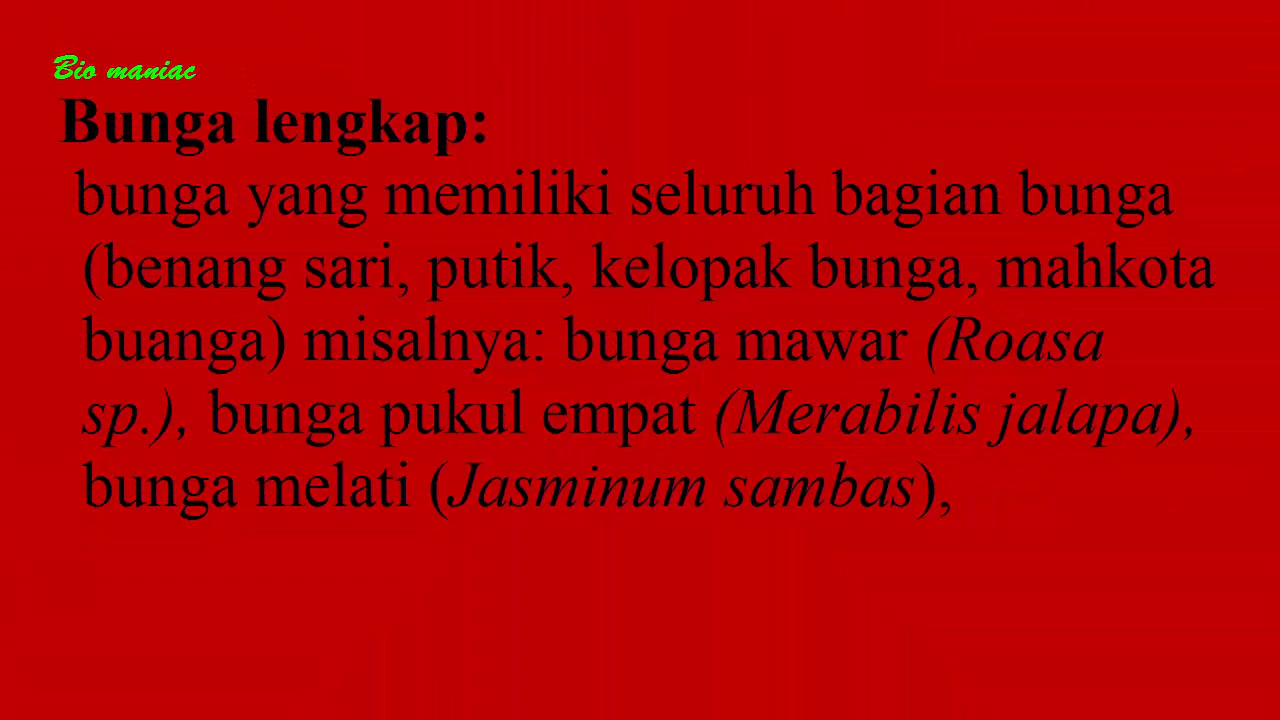 Bio maniac
Bunga lengkap:
bunga yang memiliki seluruh bagian bunga
(benang sari, putik, kelopak bunga, mahkota
buanga) misalnya: bunga mawar (Roasa
sp.), bunga pukul empat (Merabilis jalapa),
bunga melati (Jasminum sambas),